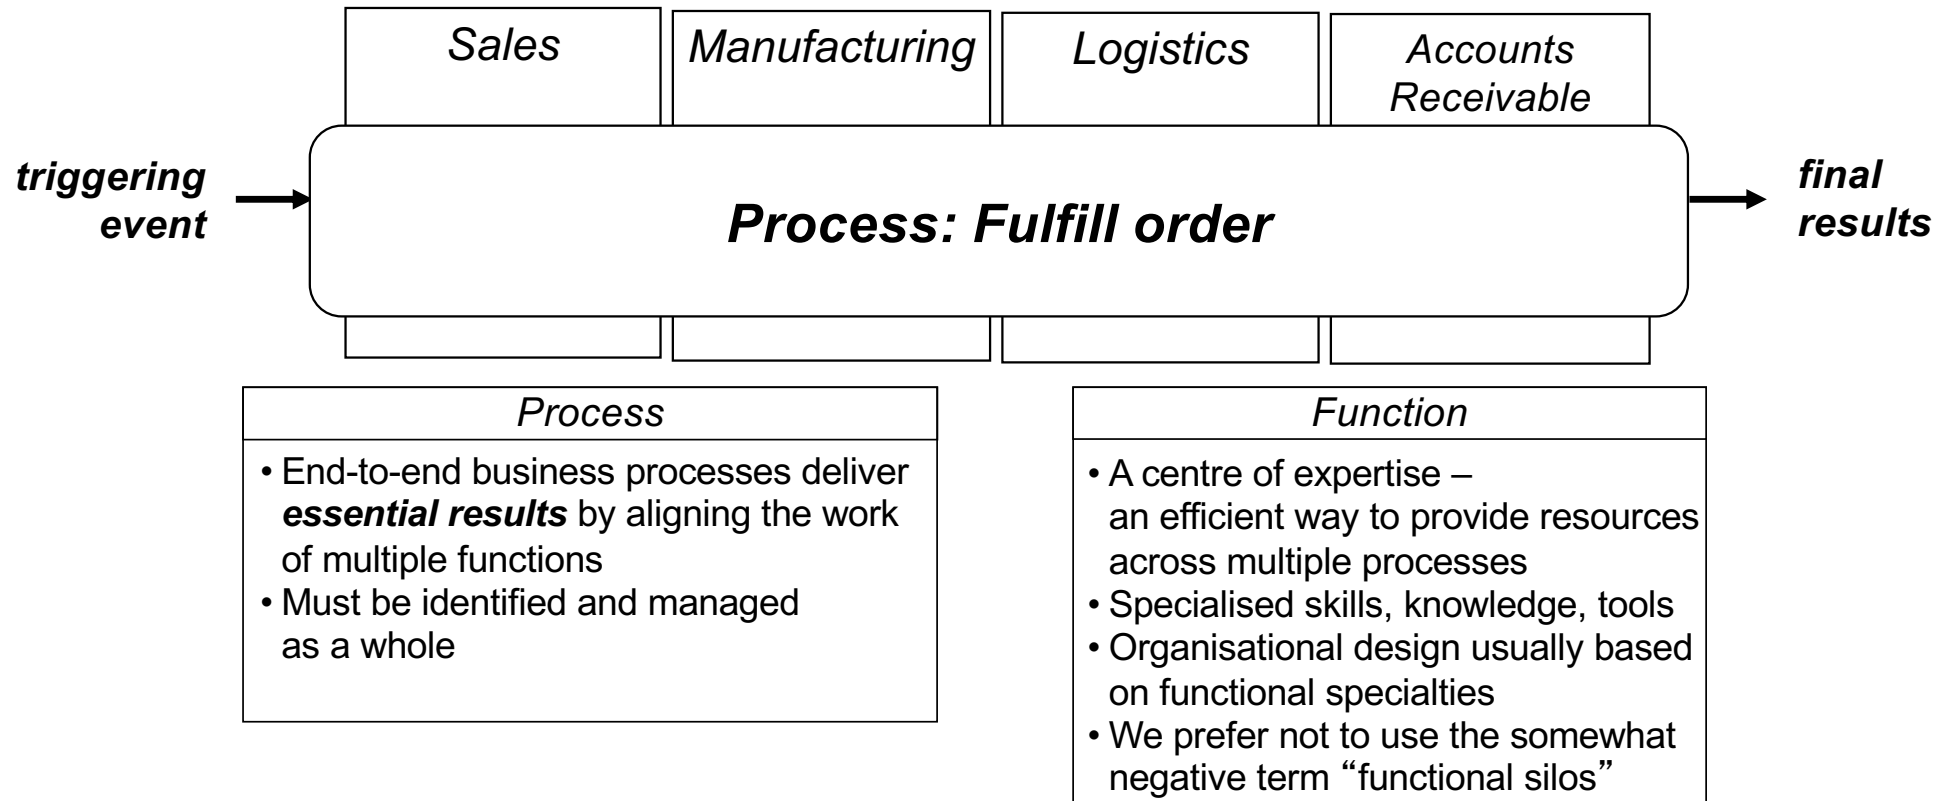 Sales
Manufacturing
Logistics
Accounts
Receivable
triggering
event
Process: Fulfill order
final
results
Process
• End-to-end business processes deliver
essential results by aligning the work
of multiple functions
• Must be identified and managed
as a whole
Function
• A centre of expertise –
an efficient way to provide resources
across multiple processes
• Specialised skills, knowledge, tools
• Organisational design usually based
on functional specialties
• We prefer not to use the somewhat
negative term “functional silos”